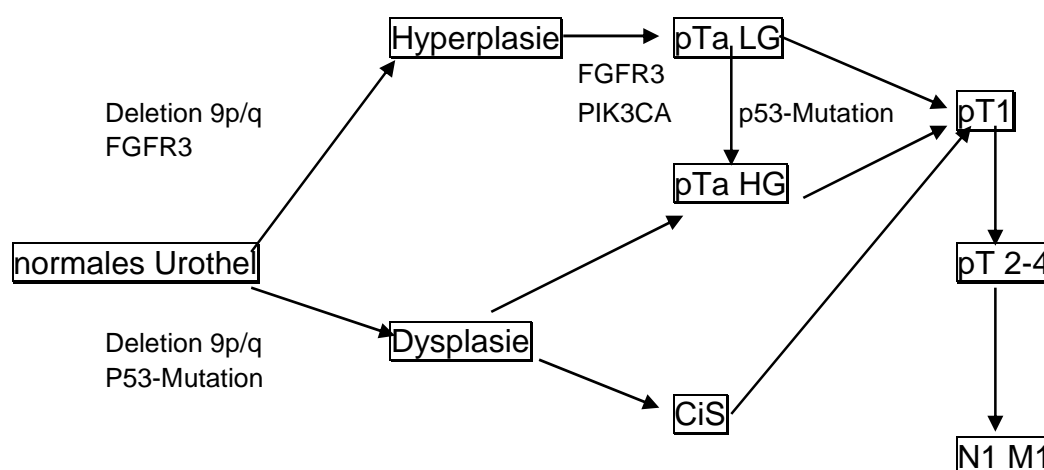 Hyperplasie
pTa LG
FGFR3
PIK3CA
Deletion 9p/q
FGFR3
p53-Mutation
pT1
pTa HG
normales Urothel
pT 2-4
Deletion 9p/q
P53-Mutation
Dysplasie
CiS
N1 M1